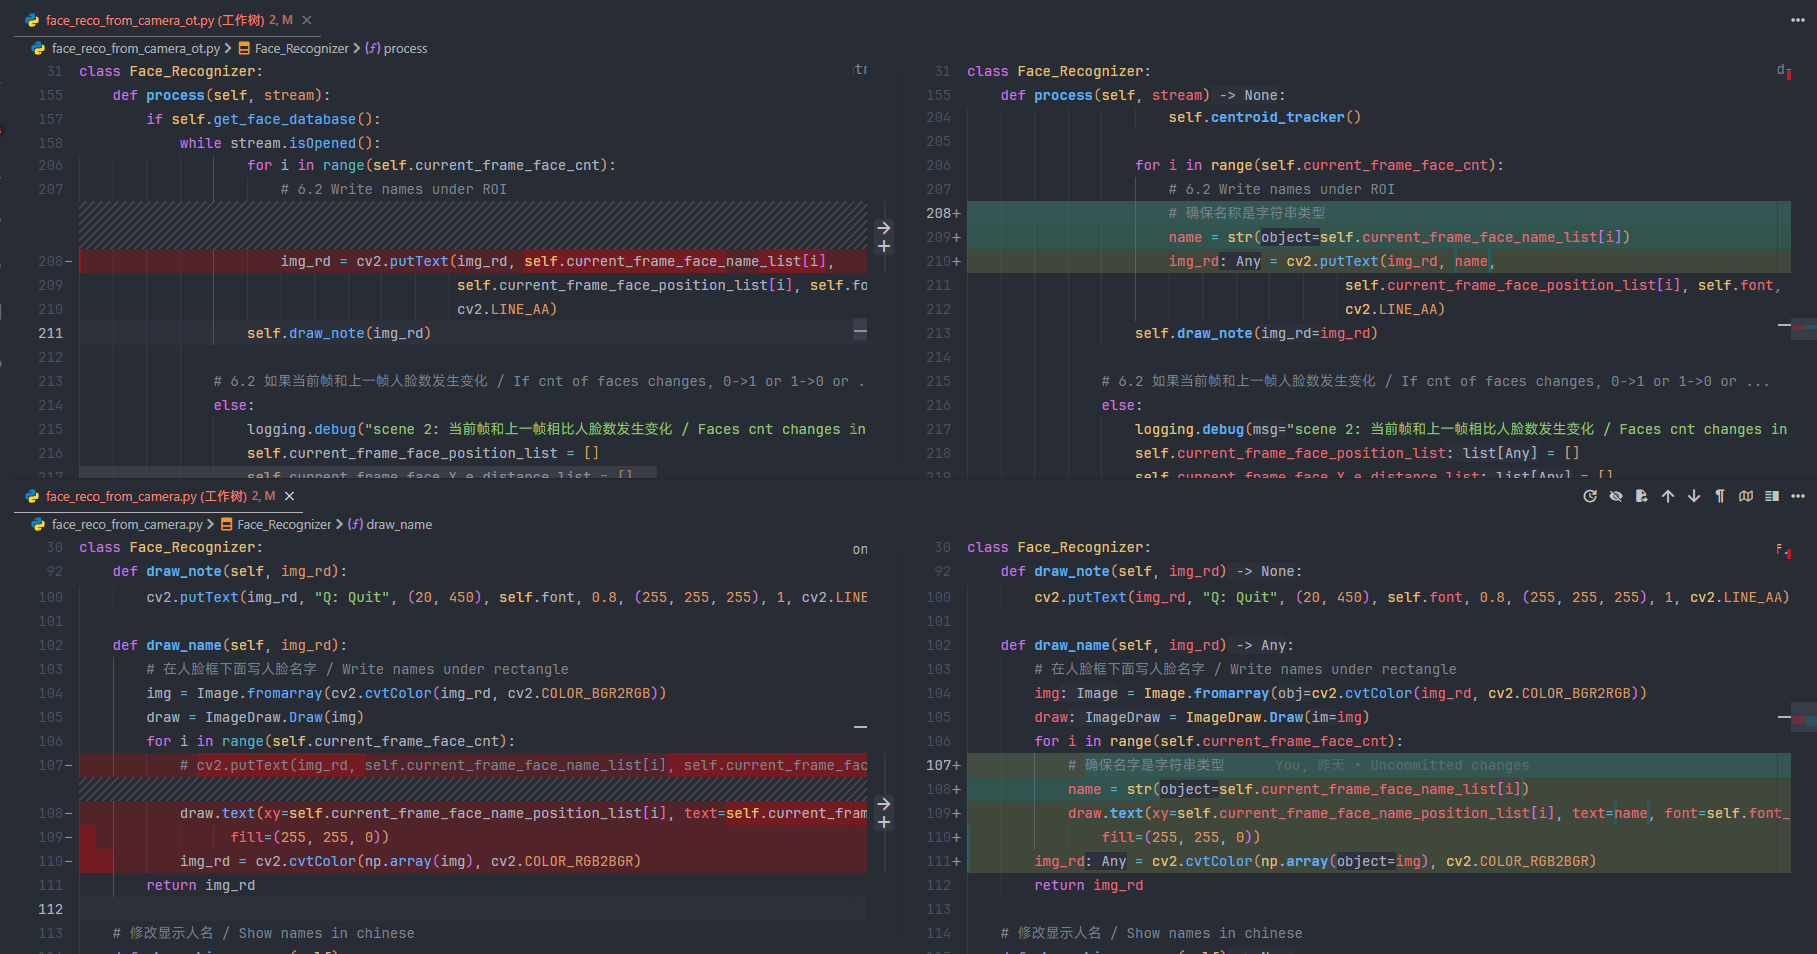 face_reco_from_camera_ot.py (工作树) 2, M
face_reco_from_camera_ot.py > Face_Recognizer > process
31 class Face_Recognizer:
155 def process(self, stream):
157 if self.get_face_database():
158 while stream.isOpened():
206 for i in range(self.current_frame_face_cnt):
207 # 6.2 Write names under ROI
208- img_rd = cv2.putText(img_rd, self.current_frame_face_name_list[i],
209 self.current_frame_face_position_list[i], self.fo
210 cv2.LINE_AA)
211 self.draw_note(img_rd)
212
213 # 6.2 如果当前帧和上一帧人脸数发生变化 / If cnt of faces changes, 0->1 or 1->0 or .
214 else:
215 logging.debug("scene 2: 当前帧和上一帧相比人脸数发生变化 / Faces cnt changes in
216 self.current_frame_face_position_list = []
217 self.current_frame_face_X_e_distance_list = []
31 class Face_Recognizer:
155 def process(self, stream) -> None:
204 self.centroid_tracker()
205
206 for i in range(self.current_frame_face_cnt):
207 # 6.2 Write names under ROI
208+ # 确保名称是字符串类型
209+ name = str(object=self.current_frame_face_name_list[i])
210+ img_rd: Any = cv2.putText(img_rd, name,
211 self.current_frame_face_position_list[i], self.font,
212 cv2.LINE_AA)
213 self.draw_note(img_rd=img_rd)
214
215 # 6.2 如果当前帧和上一帧人脸数发生变化 / If cnt of faces changes, 0->1 or 1->0 or ...
216 else:
217 logging.debug(msg="scene 2: 当前帧和上一帧相比人脸数发生变化 / Faces cnt changes in
218 self.current_frame_face_position_list: list[Any] = []
219 self.current_frame_face_X_e_distance_list: list[Any] = []
face_reco_from_camera.py (工作树) 2, M
face_reco_from_camera.py > Face_Recognizer > draw_name
30 class Face_Recognizer:
92 def draw_note(self, img_rd):
100 cv2.putText(img_rd, "Q: Quit", (20, 450), self.font, 0.8, (255, 255, 255), 1, cv2.LINE
101
102 def draw_name(self, img_rd):
103 # 在人脸框下面写人脸名字 / Write names under rectangle
104 img = Image.fromarray(cv2.cvtColor(img_rd, cv2.COLOR_BGR2RGB))
105 draw = ImageDraw.Draw(img)
106 for i in range(self.current_frame_face_cnt):
107- # cv2.putText(img_rd, self.current_frame_face_name_list[i], self.current_frame_fac
108- draw.text(xy=self.current_frame_face_name_position_list[i], text=self.current_fram
109- fill=(255, 255, 0))
110- img_rd = cv2.cvtColor(np.array(img), cv2.COLOR_RGB2BGR)
111 return img_rd
112
113 # 修改显示人名 / Show names in chinese
30 class Face_Recognizer:
92 def draw_note(self, img_rd) -> None:
100 cv2.putText(img_rd, "Q: Quit", (20, 450), self.font, 0.8, (255, 255, 255), 1, cv2.LINE_AA)
101
102 def draw_name(self, img_rd) -> Any:
103 # 在人脸框下面写人脸名字 / Write names under rectangle
104 img: Image = Image.fromarray(obj=cv2.cvtColor(img_rd, cv2.COLOR_BGR2RGB))
105 draw: ImageDraw = ImageDraw.Draw(im=img)
106 for i in range(self.current_frame_face_cnt):
107+ # 确保名字是字符串类型 You, 昨天 • Uncommitted changes
108+ name = str(object=self.current_frame_face_name_list[i])
109+ draw.text(xy=self.current_frame_face_name_position_list[i], text=name, font=self.font_
110+ fill=(255, 255, 0))
111+ img_rd: Any = cv2.cvtColor(np.array(object=img), cv2.COLOR_RGB2BGR)
112 return img_rd
113
114 # 修改显示人名 / Show names in chinese